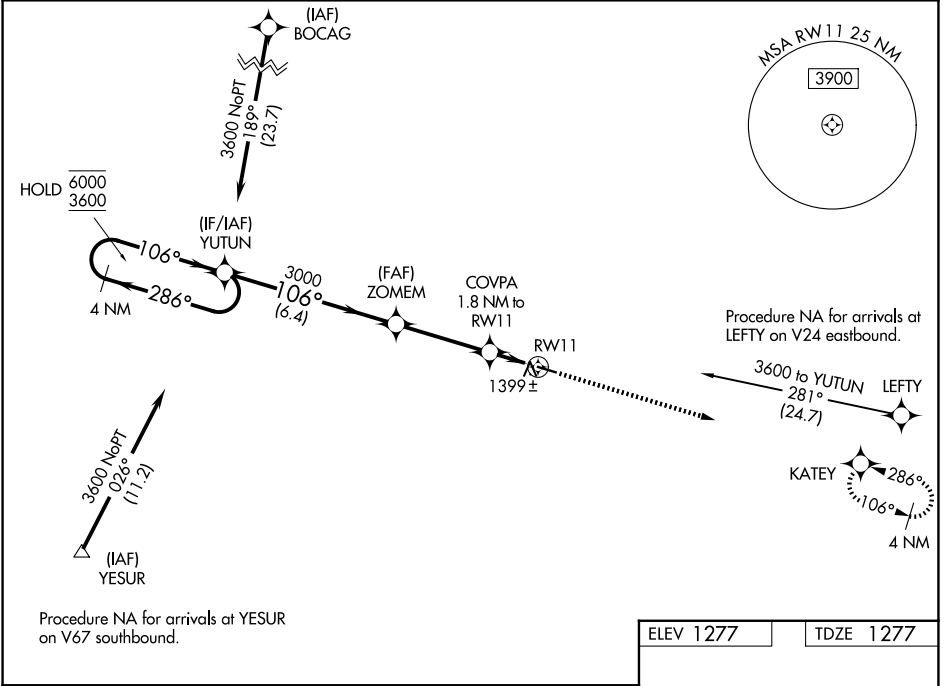 (IAF)
BOCAG
MSA RW11 25 NM
3900
3600 NoPT
189°
(23.7)
HOLD 6000
3600
(IF/IAF)
YUTUN
106°
286°
4 NM
3000
106°
(6.4)
(FAF)
ZOMEM
COVPA
1.8 NM to
RW11
RW11
1399±
Procedure NA for arrivals at
LEFTY on V24 eastbound.
3600 to YUTUN
281°
(24.7)
LEFTY
KATEY
286°
106°
4 NM
3600 NoPT
026°
(11.2)
(IAF)
YESUR
Procedure NA for arrivals at YESUR
on V67 southbound.
ELEV 1277
TDZE 1277